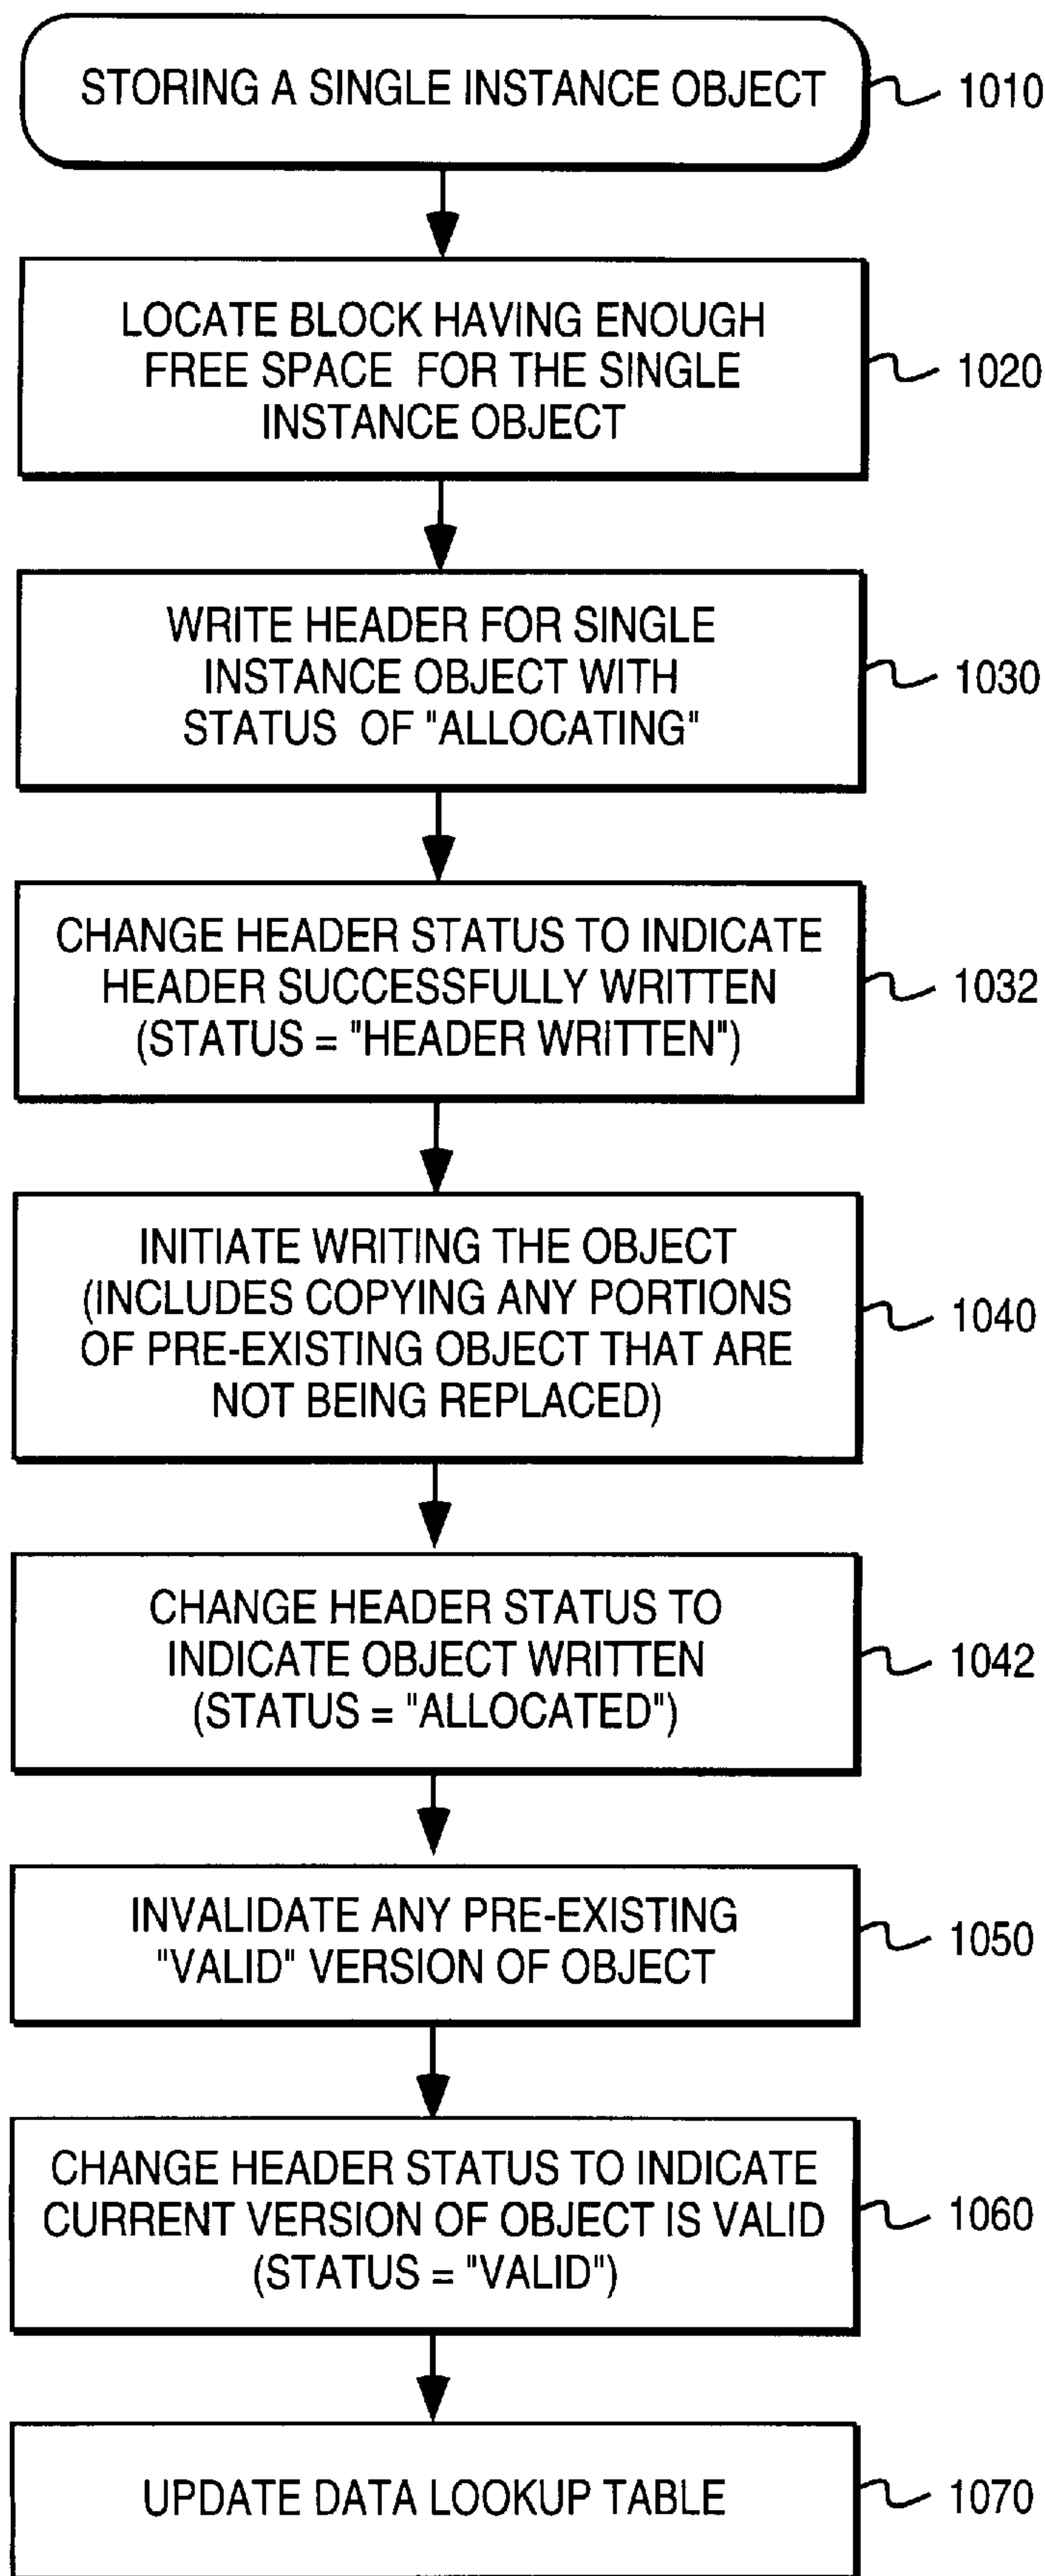 STORING A SINGLE INSTANCE OBJECT
1010
LOCATE BLOCK HAVING ENOUGH
FREE SPACE FOR THE SINGLE
INSTANCE OBJECT
1020
WRITE HEADER FOR SINGLE
INSTANCE OBJECT WITH
STATUS OF "ALLOCATING"
1030
CHANGE HEADER STATUS TO INDICATE
HEADER SUCCESSFULLY WRITTEN
(STATUS = "HEADER WRITTEN")
1032
INITIATE WRITING THE OBJECT
(INCLUDES COPYING ANY PORTIONS
OF PRE-EXISTING OBJECT THAT ARE
NOT BEING REPLACED)
1040
CHANGE HEADER STATUS TO
INDICATE OBJECT WRITTEN
(STATUS = "ALLOCATED")
1042
INVALIDATE ANY PRE-EXISTING
"VALID" VERSION OF OBJECT
1050
CHANGE HEADER STATUS TO INDICATE
CURRENT VERSION OF OBJECT IS VALID
(STATUS = "VALID")
1060
UPDATE DATA LOOKUP TABLE
1070